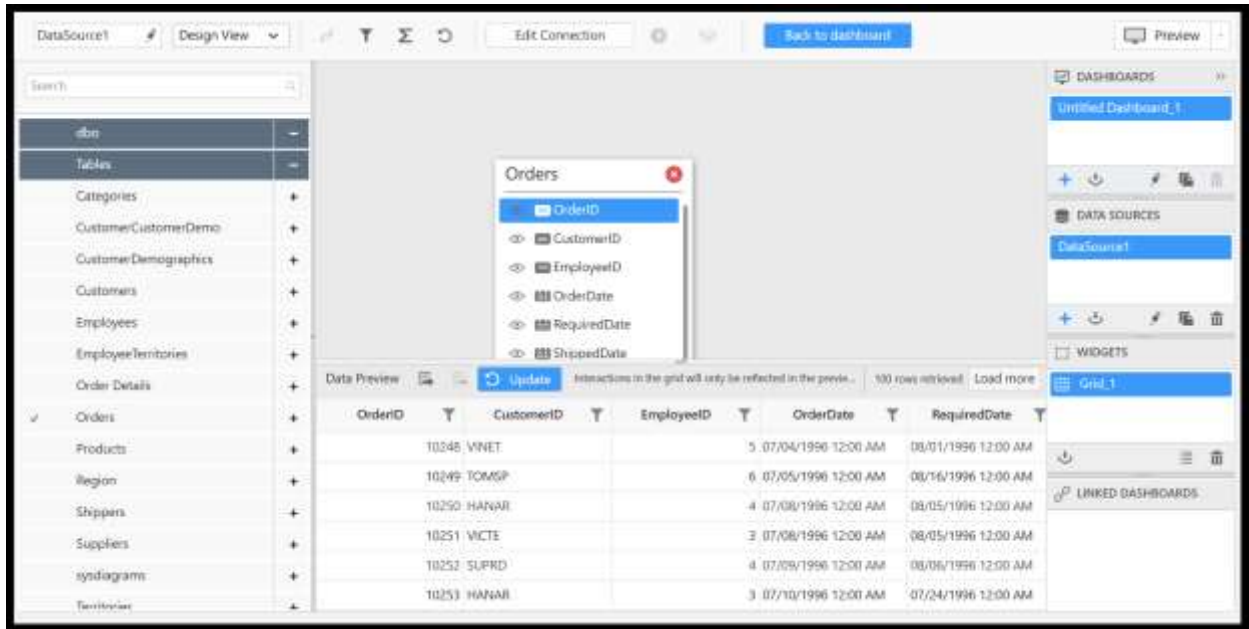 DataSource1 Design View Edit Connection Back to dashboard Preview
Search
dbo
Tables
Categories
CustomerCustomerDemo
CustomerDemographics
Customers
Employees
EmployeeTerritories
Order Details
Orders
Products
Region
Shippers
Suppliers
sysdiagrams
Territories
Orders
OrderID
CustomerID
EmployeeID
OrderDate
RequiredDate
ShippedDate
Data Preview Update Interactions in the grid will only be reflected in the previe... 100 rows retrieved Load more
OrderID CustomerID EmployeeID OrderDate RequiredDate
10248 VINET 5 07/04/1996 12:00 AM 08/01/1996 12:00 AM
10249 TOMSP 6 07/05/1996 12:00 AM 08/16/1996 12:00 AM
10250 HANAR 4 07/08/1996 12:00 AM 08/05/1996 12:00 AM
10251 VICTE 3 07/08/1996 12:00 AM 08/05/1996 12:00 AM
10252 SUPRD 4 07/09/1996 12:00 AM 08/06/1996 12:00 AM
10253 HANAR 3 07/10/1996 12:00 AM 07/24/1996 12:00 AM
DASHBOARDS
Untitled Dashboard_1
DATA SOURCES
DataSource1
WIDGETS
Grid_1
LINKED DASHBOARDS